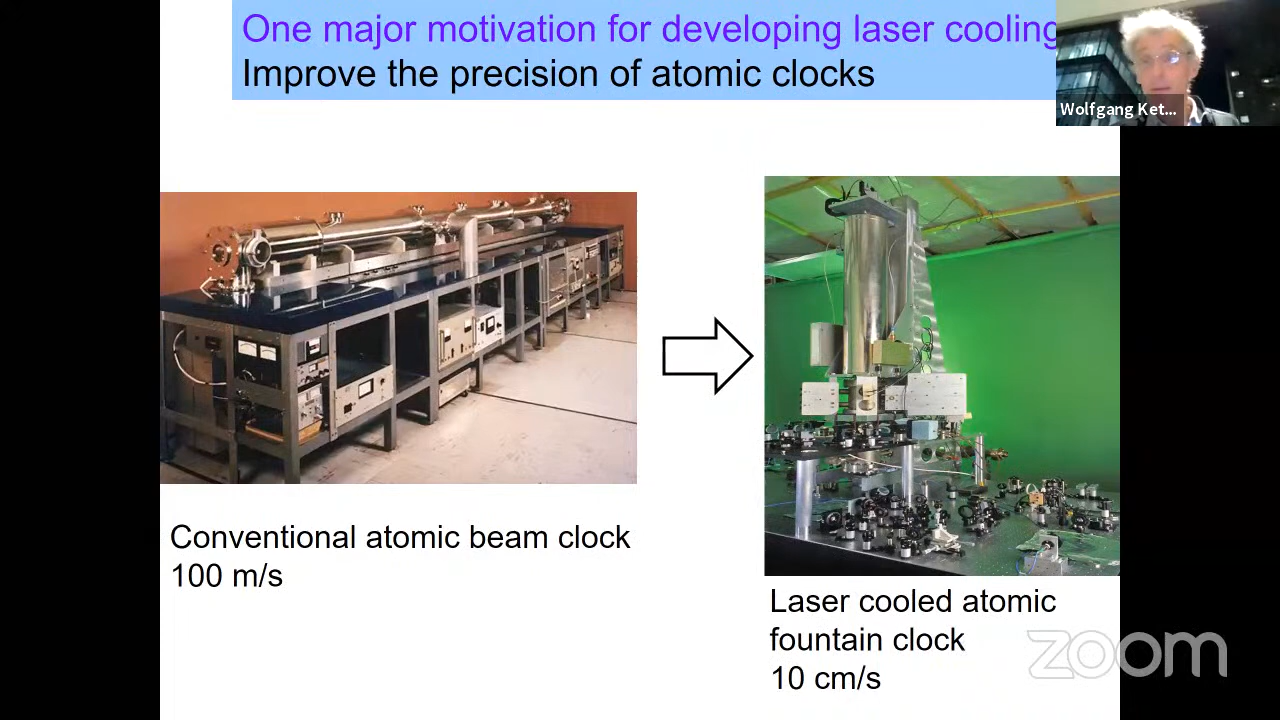 One major motivation for developing laser cooling
Improve the precision of atomic clocks
Wolfgang Ket...
Conventional atomic beam clock
100 m/s
Laser cooled atomic
fountain clock
10 cm/s
zoom